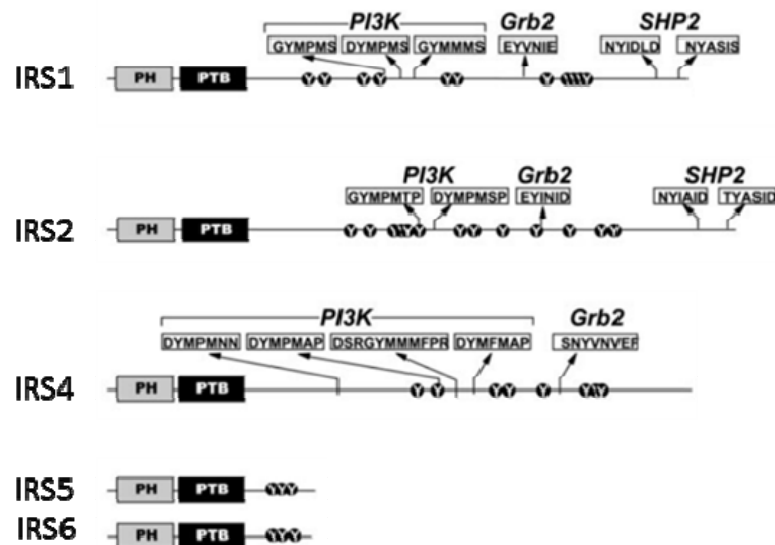 PI3K Grb2 SHP2
GYMPMS DYMPMS GYMMMS EYVNIE NYIDLD NYASIS
IRS1 PH PTB Y Y Y Y Y Y Y Y Y Y Y
PI3K Grb2 SHP2
GYMPMTP DYMPMSP EYINID NYIAID TYASID
IRS2 PH PTB Y Y Y Y Y Y Y Y Y Y Y
PI3K Grb2
DYMPMNN DYMPMAP DSRGYMMMFPR DYMFMAP SNYVNVEF
IRS4 PH PTB Y Y Y Y Y Y Y Y
IRS5 PH PTB YYY
IRS6 PH PTB YYY